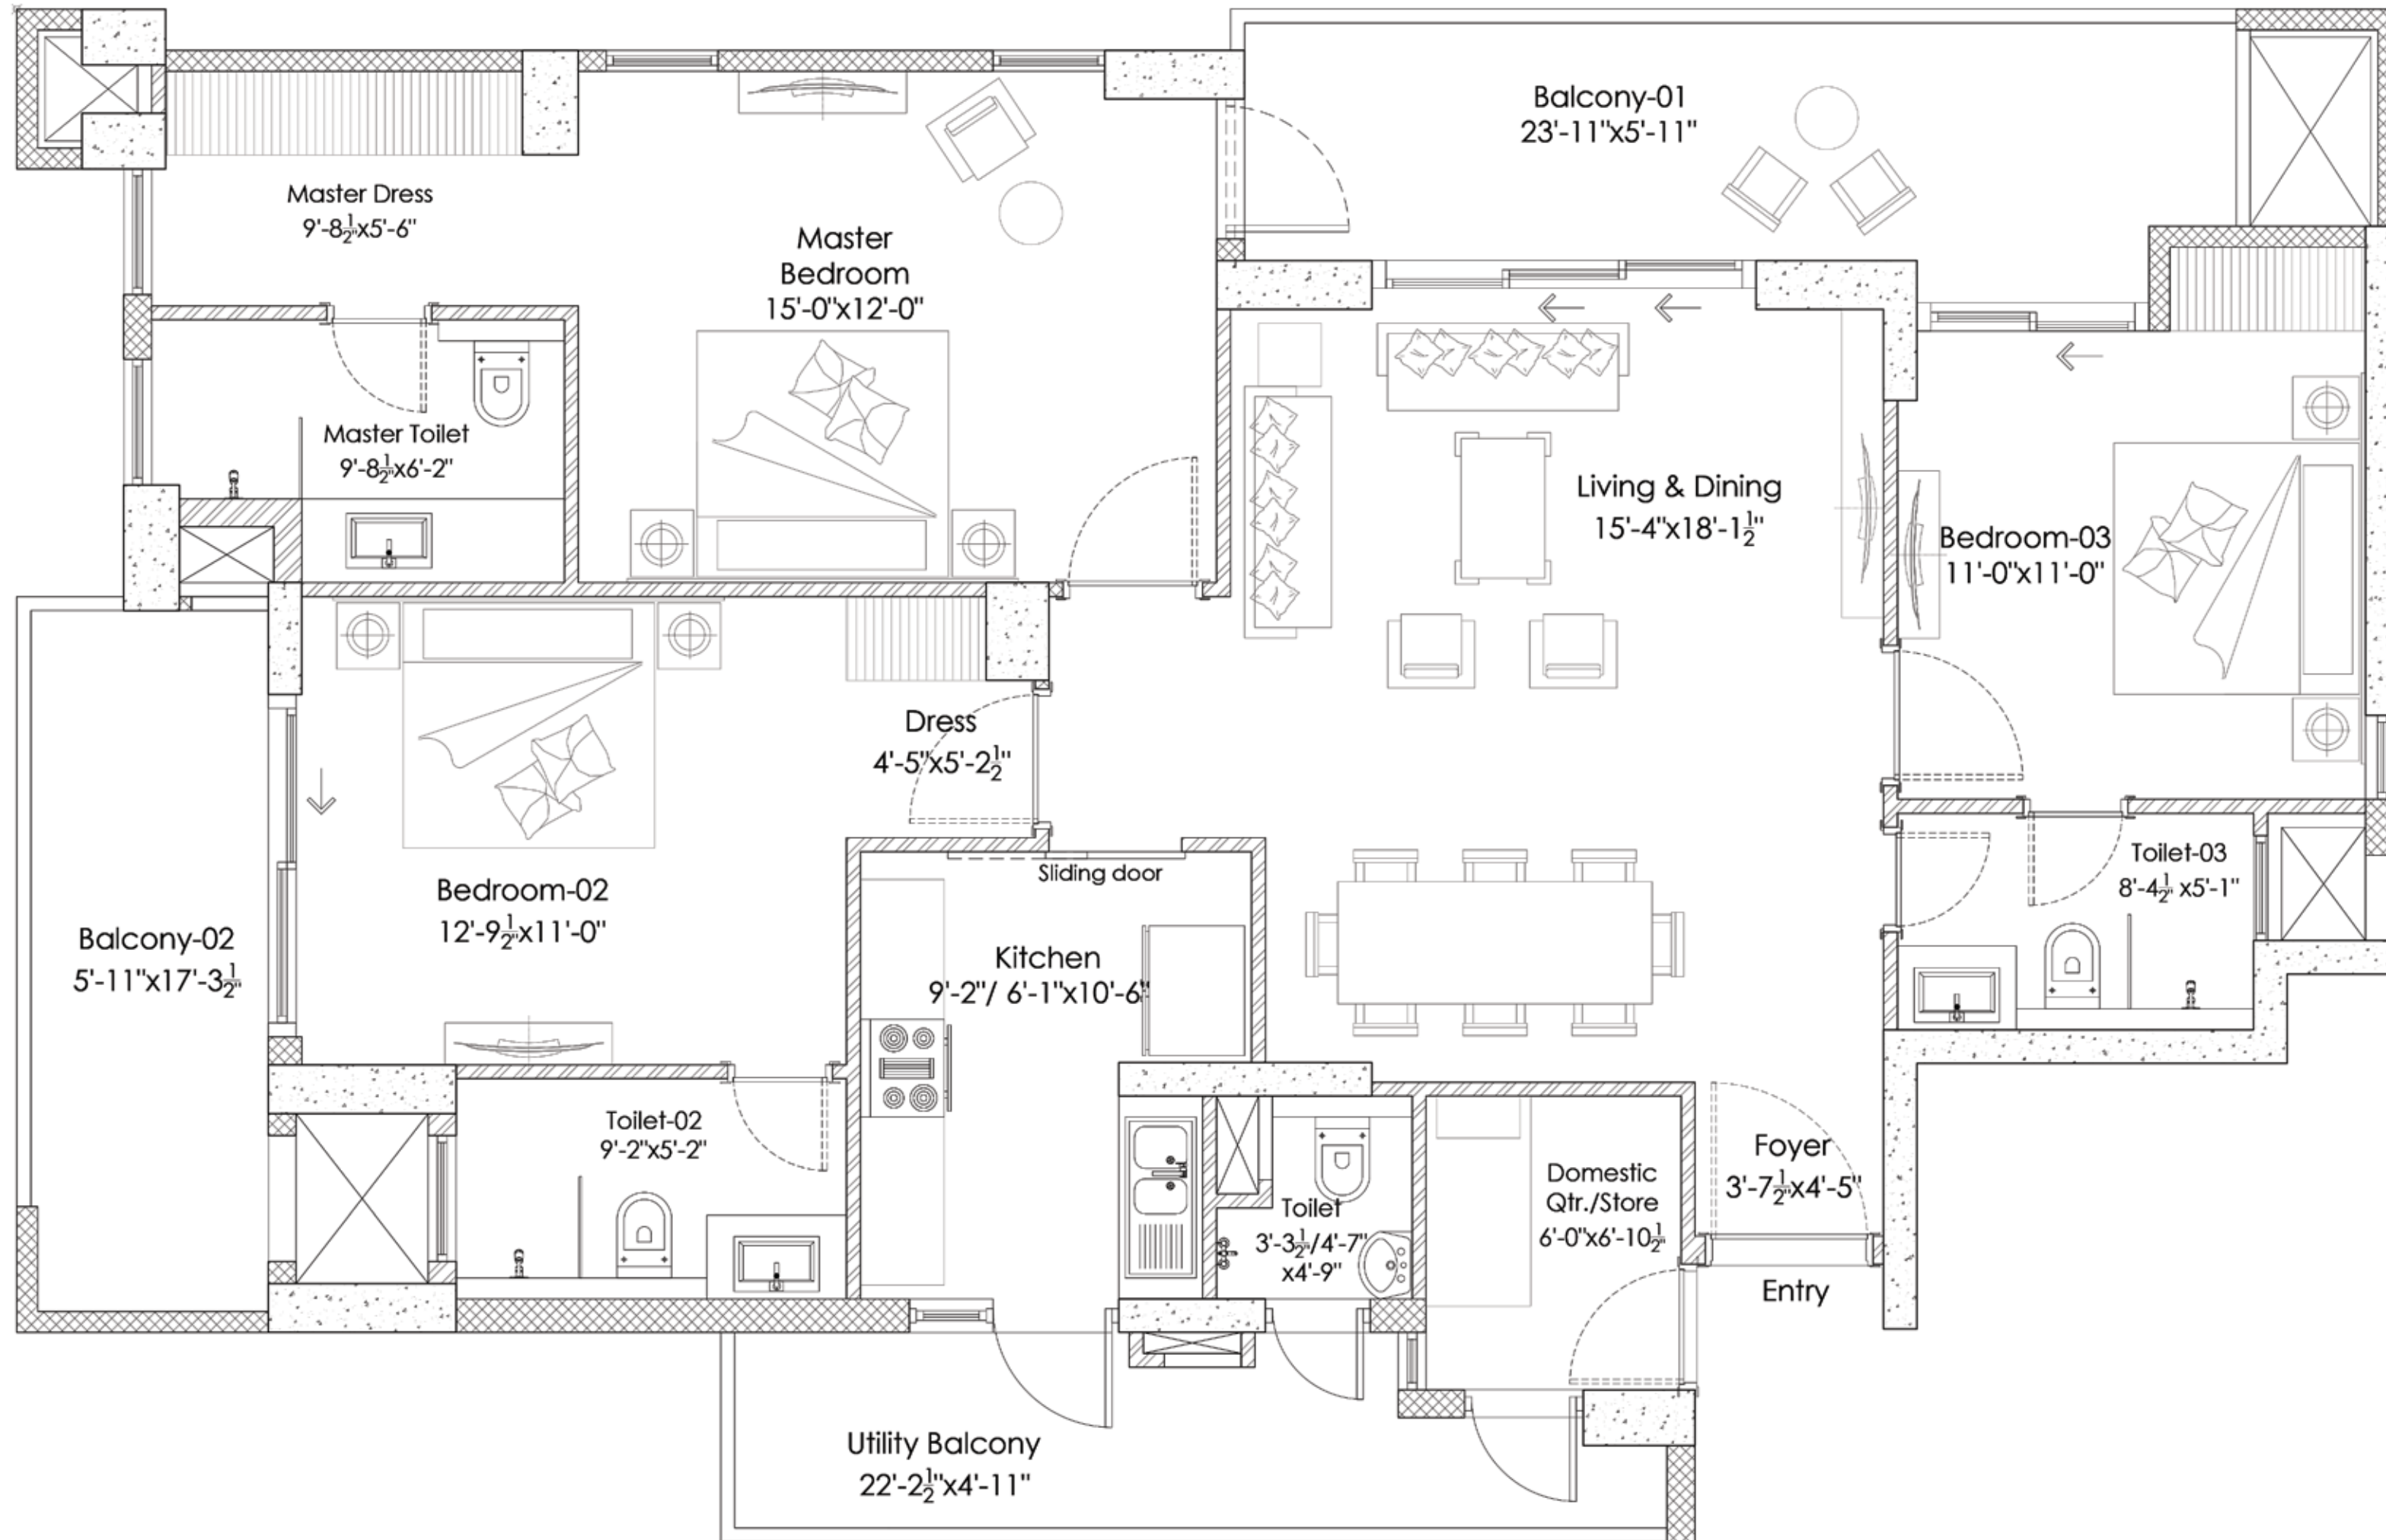 Balcony-01
23'-11"x5'-11"
Master Dress
9'-8½"x5'-6"
Master
Bedroom
15'-0"x12'-0"
Master Toilet
9'-8½"x6'-2"
Living & Dining
15'-4"x18'-1½"
Bedroom-03
11'-0"x11'-0"
Dress
4'-5"x5'-2½"
Sliding door
Toilet-03
8'-4½" x5'-1"
Bedroom-02
12'-9½"x11'-0"
Balcony-02
5'-11"x17'-3½"
Kitchen
9'-2"/ 6'-1"x10'-6"
Toilet-02
9'-2"x5'-2"
Toilet
3'-3½"/4'-7"
x4'-9"
Domestic
Qtr./Store
6'-0"x6'-10½"
Foyer
3'-7½"x4'-5"
Entry
Utility Balcony
22'-2½"x4'-11"